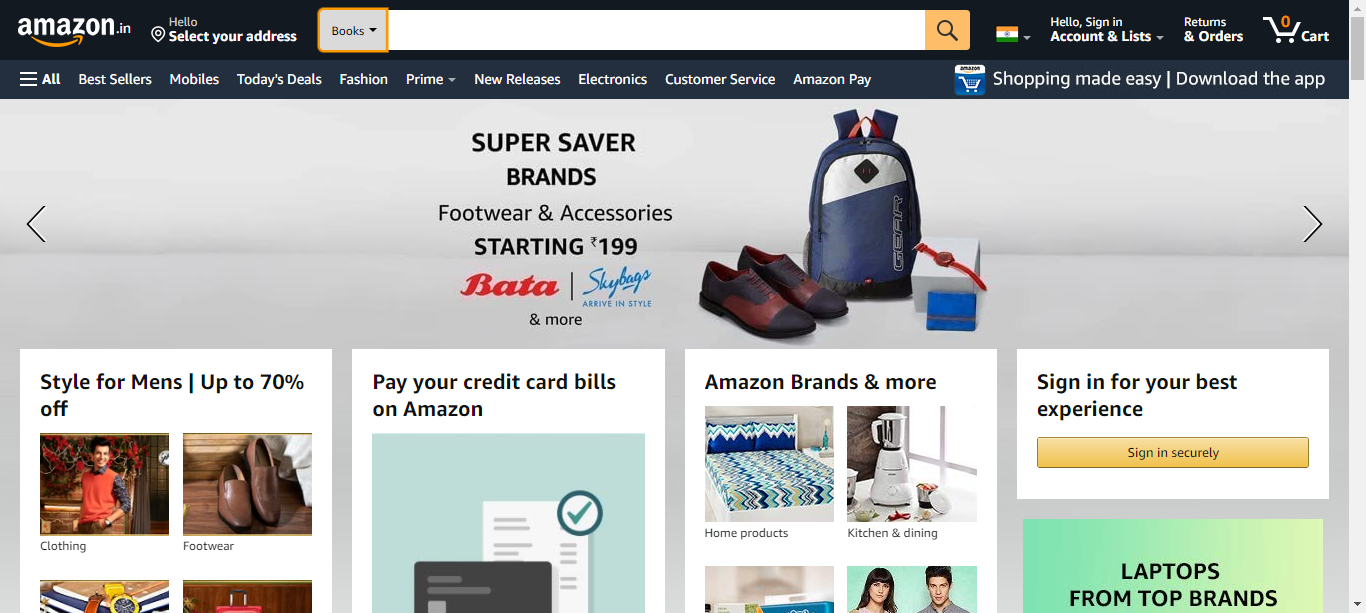 amazon.in
Hello
Select your address
Books
Hello, Sign in
Account & Lists
Returns
& Orders
0
Cart
All
Best Sellers
Mobiles
Today's Deals
Fashion
Prime
New Releases
Electronics
Customer Service
Amazon Pay
amazon
Shopping made easy | Download the app
SUPER SAVER
BRANDS
Footwear & Accessories
STARTING ₹199
Bata | Skybags
ARRIVE IN STYLE
& more
GEAR
Style for Mens | Up to 70%
off
Clothing
Footwear
Pay your credit card bills
on Amazon
Amazon Brands & more
Home products
Kitchen & dining
Sign in for your best
experience
Sign in securely
LAPTOPS
FROM TOP BRANDS